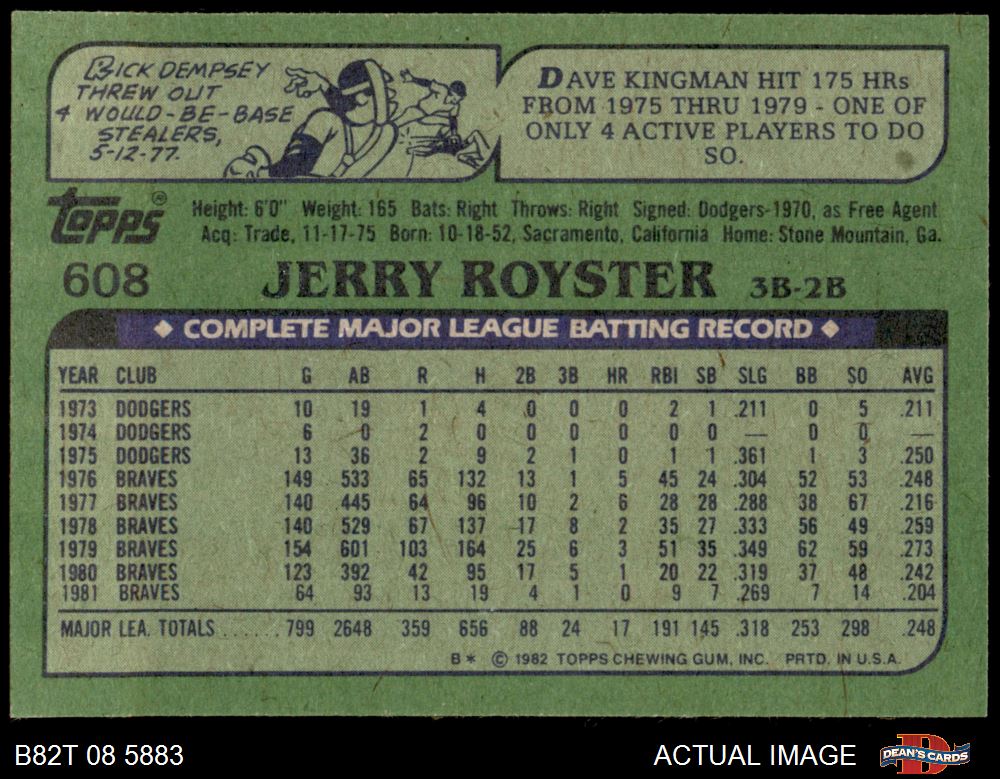 RICK DEMPSEY
THREW OUT
4 WOULD-BE-BASE
STEALERS,
5-12-77.
DAVE KINGMAN HIT 175 HRs
FROM 1975 THRU 1979 - ONE OF
ONLY 4 ACTIVE PLAYERS TO DO
SO.
topps®
Height: 6'0" Weight: 165 Bats: Right Throws: Right Signed: Dodgers-1970, as Free Agent
Acq: Trade, 11-17-75 Born: 10-18-52, Sacramento, California Home: Stone Mountain, Ga.
608 JERRY ROYSTER 3B-2B
◆ COMPLETE MAJOR LEAGUE BATTING RECORD ◆
YEAR CLUB G AB R H 2B 3B HR RBI SB SLG BB SO AVG
1973 DODGERS 10 19 1 4 0 0 0 2 1 .211 0 5 .211
1974 DODGERS 6 0 2 0 0 0 0 0 0 — 0 0 —
1975 DODGERS 13 36 2 9 2 1 0 1 1 .361 1 3 .250
1976 BRAVES 149 533 65 132 13 1 5 45 24 .304 52 53 .248
1977 BRAVES 140 445 64 96 10 2 6 28 28 .288 38 67 .216
1978 BRAVES 140 529 67 137 17 8 2 35 27 .333 56 49 .259
1979 BRAVES 154 601 103 164 25 6 3 51 35 .349 62 59 .273
1980 BRAVES 123 392 42 95 17 5 1 20 22 .319 37 48 .242
1981 BRAVES 64 93 13 19 4 1 0 9 7 .269 7 14 .204
MAJOR LEA. TOTALS ...... 799 2648 359 656 88 24 17 191 145 .318 253 298 .248
B* © 1982 TOPPS CHEWING GUM, INC. PRTD. IN U.S.A.
B82T 08 5883 ACTUAL IMAGE DEAN'S CARDS